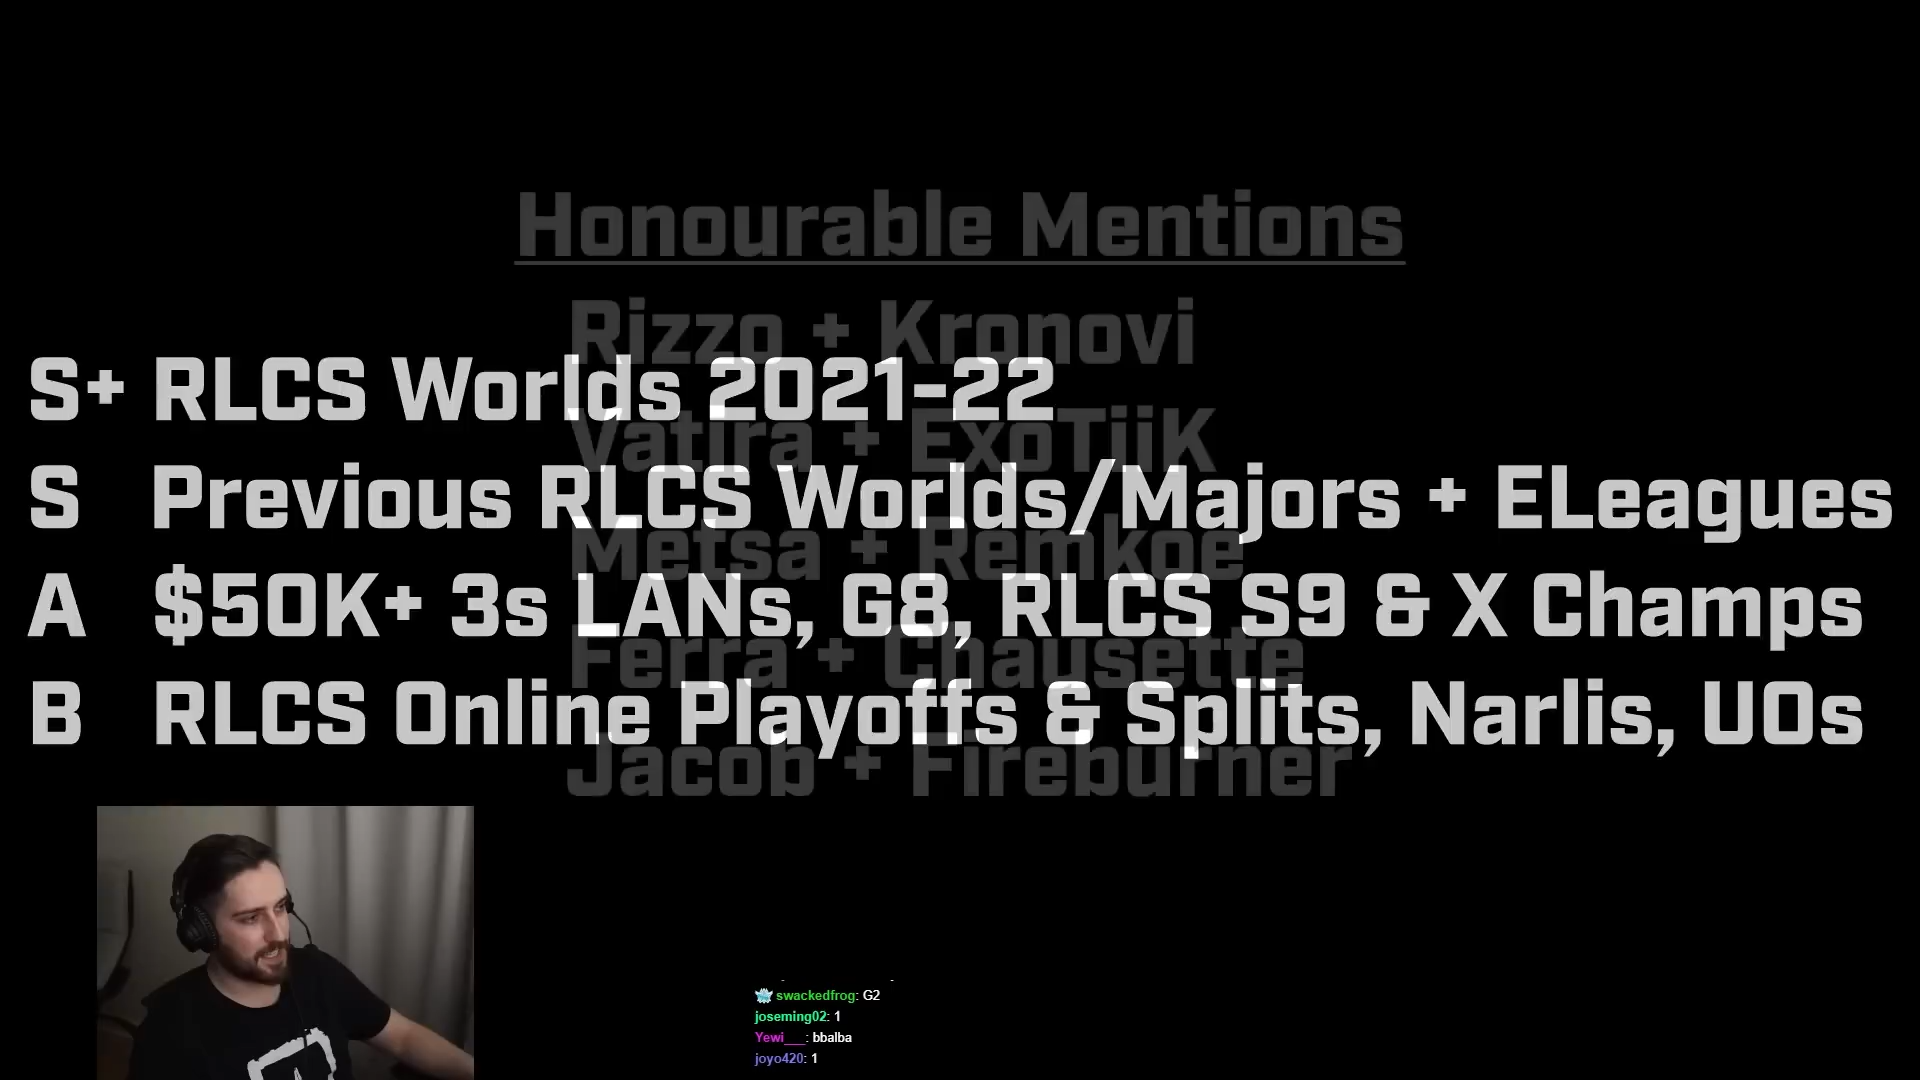 Honourable Mentions
Rizzo + Kronovi
S+ RLCS Worlds 2021-22
Vatira + ExoTiiK
S Previous RLCS Worlds/Majors + ELeagues
Metsa + Remkoe
A $50K+ 3s LANs, G8, RLCS S9 & X Champs
Ferra + Chausette
B RLCS Online Playoffs & Splits, Narlis, UOs
Jacob + Fireburner
swackedfrog: G2
joseming02: 1
Yewi___: bbalba
joyo420: 1